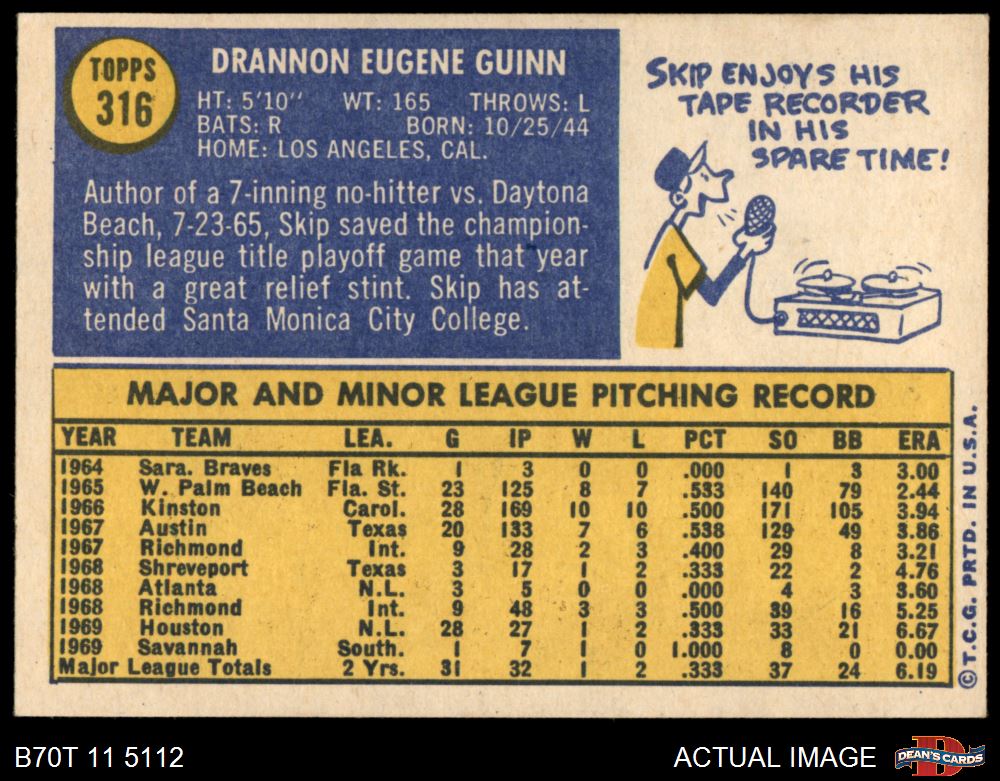 TOPPS
316
DRANNON EUGENE GUINN
HT: 5'10" WT: 165 THROWS: L
BATS: R BORN: 10/25/44
HOME: LOS ANGELES, CAL.
Author of a 7-inning no-hitter vs. Daytona
Beach, 7-23-65, Skip saved the champion-
ship league title playoff game that year
with a great relief stint. Skip has at-
tended Santa Monica City College.
SKIP ENJOYS HIS
TAPE RECORDER
IN HIS
SPARE TIME!
MAJOR AND MINOR LEAGUE PITCHING RECORD
YEAR TEAM LEA. G IP W L PCT SO BB ERA
1964 Sara. Braves Fla Rk. 1 3 0 0 .000 1 3 3.00
1965 W. Palm Beach Fla. St. 23 125 8 7 .533 140 79 2.44
1966 Kinston Carol. 28 169 10 10 .500 171 105 3.94
1967 Austin Texas 20 133 7 6 .538 129 49 3.86
1967 Richmond Int. 9 28 2 3 .400 29 8 3.21
1968 Shreveport Texas 3 17 1 2 .333 22 2 4.76
1968 Atlanta N.L. 3 5 0 0 .000 4 3 3.60
1968 Richmond Int. 9 48 3 3 .500 39 16 5.25
1969 Houston N.L. 28 27 1 2 .333 33 21 6.67
1969 Savannah South. 1 7 1 0 1.000 8 0 0.00
Major League Totals 2 Yrs. 31 32 1 2 .333 37 24 6.19
© T.C.G. PRTD. IN U.S.A.
B70T 11 5112
ACTUAL IMAGE
D
DEAN'S CARDS